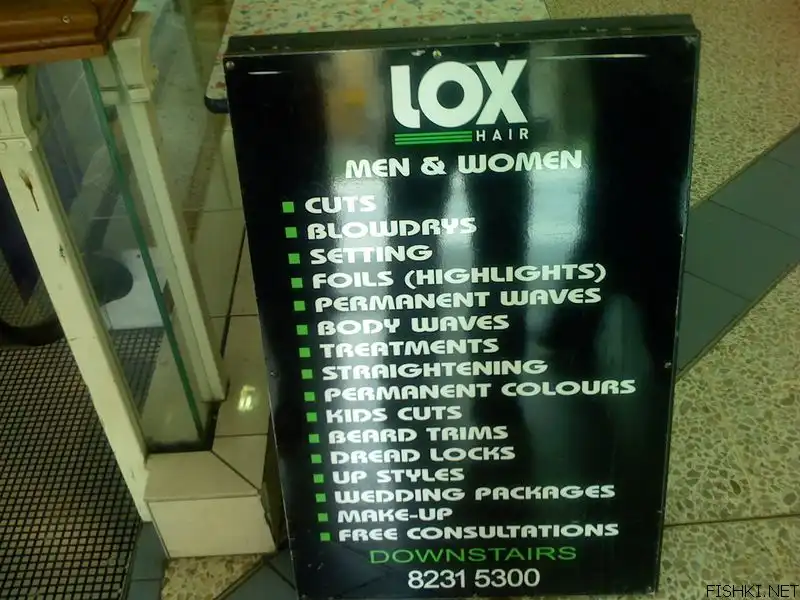 LOX
HAIR
MEN & WOMEN
CUTS
BLOWDRYS
SETTING
FOILS (HIGHLIGHTS)
PERMANENT WAVES
BODY WAVES
TREATMENTS
STRAIGHTENING
PERMANENT COLOURS
KIDS CUTS
BEARD TRIMS
DREAD LOCKS
UP STYLES
WEDDING PACKAGES
MAKE-UP
FREE CONSULTATIONS
DOWNSTAIRS
8231 5300
FISHKI.NET